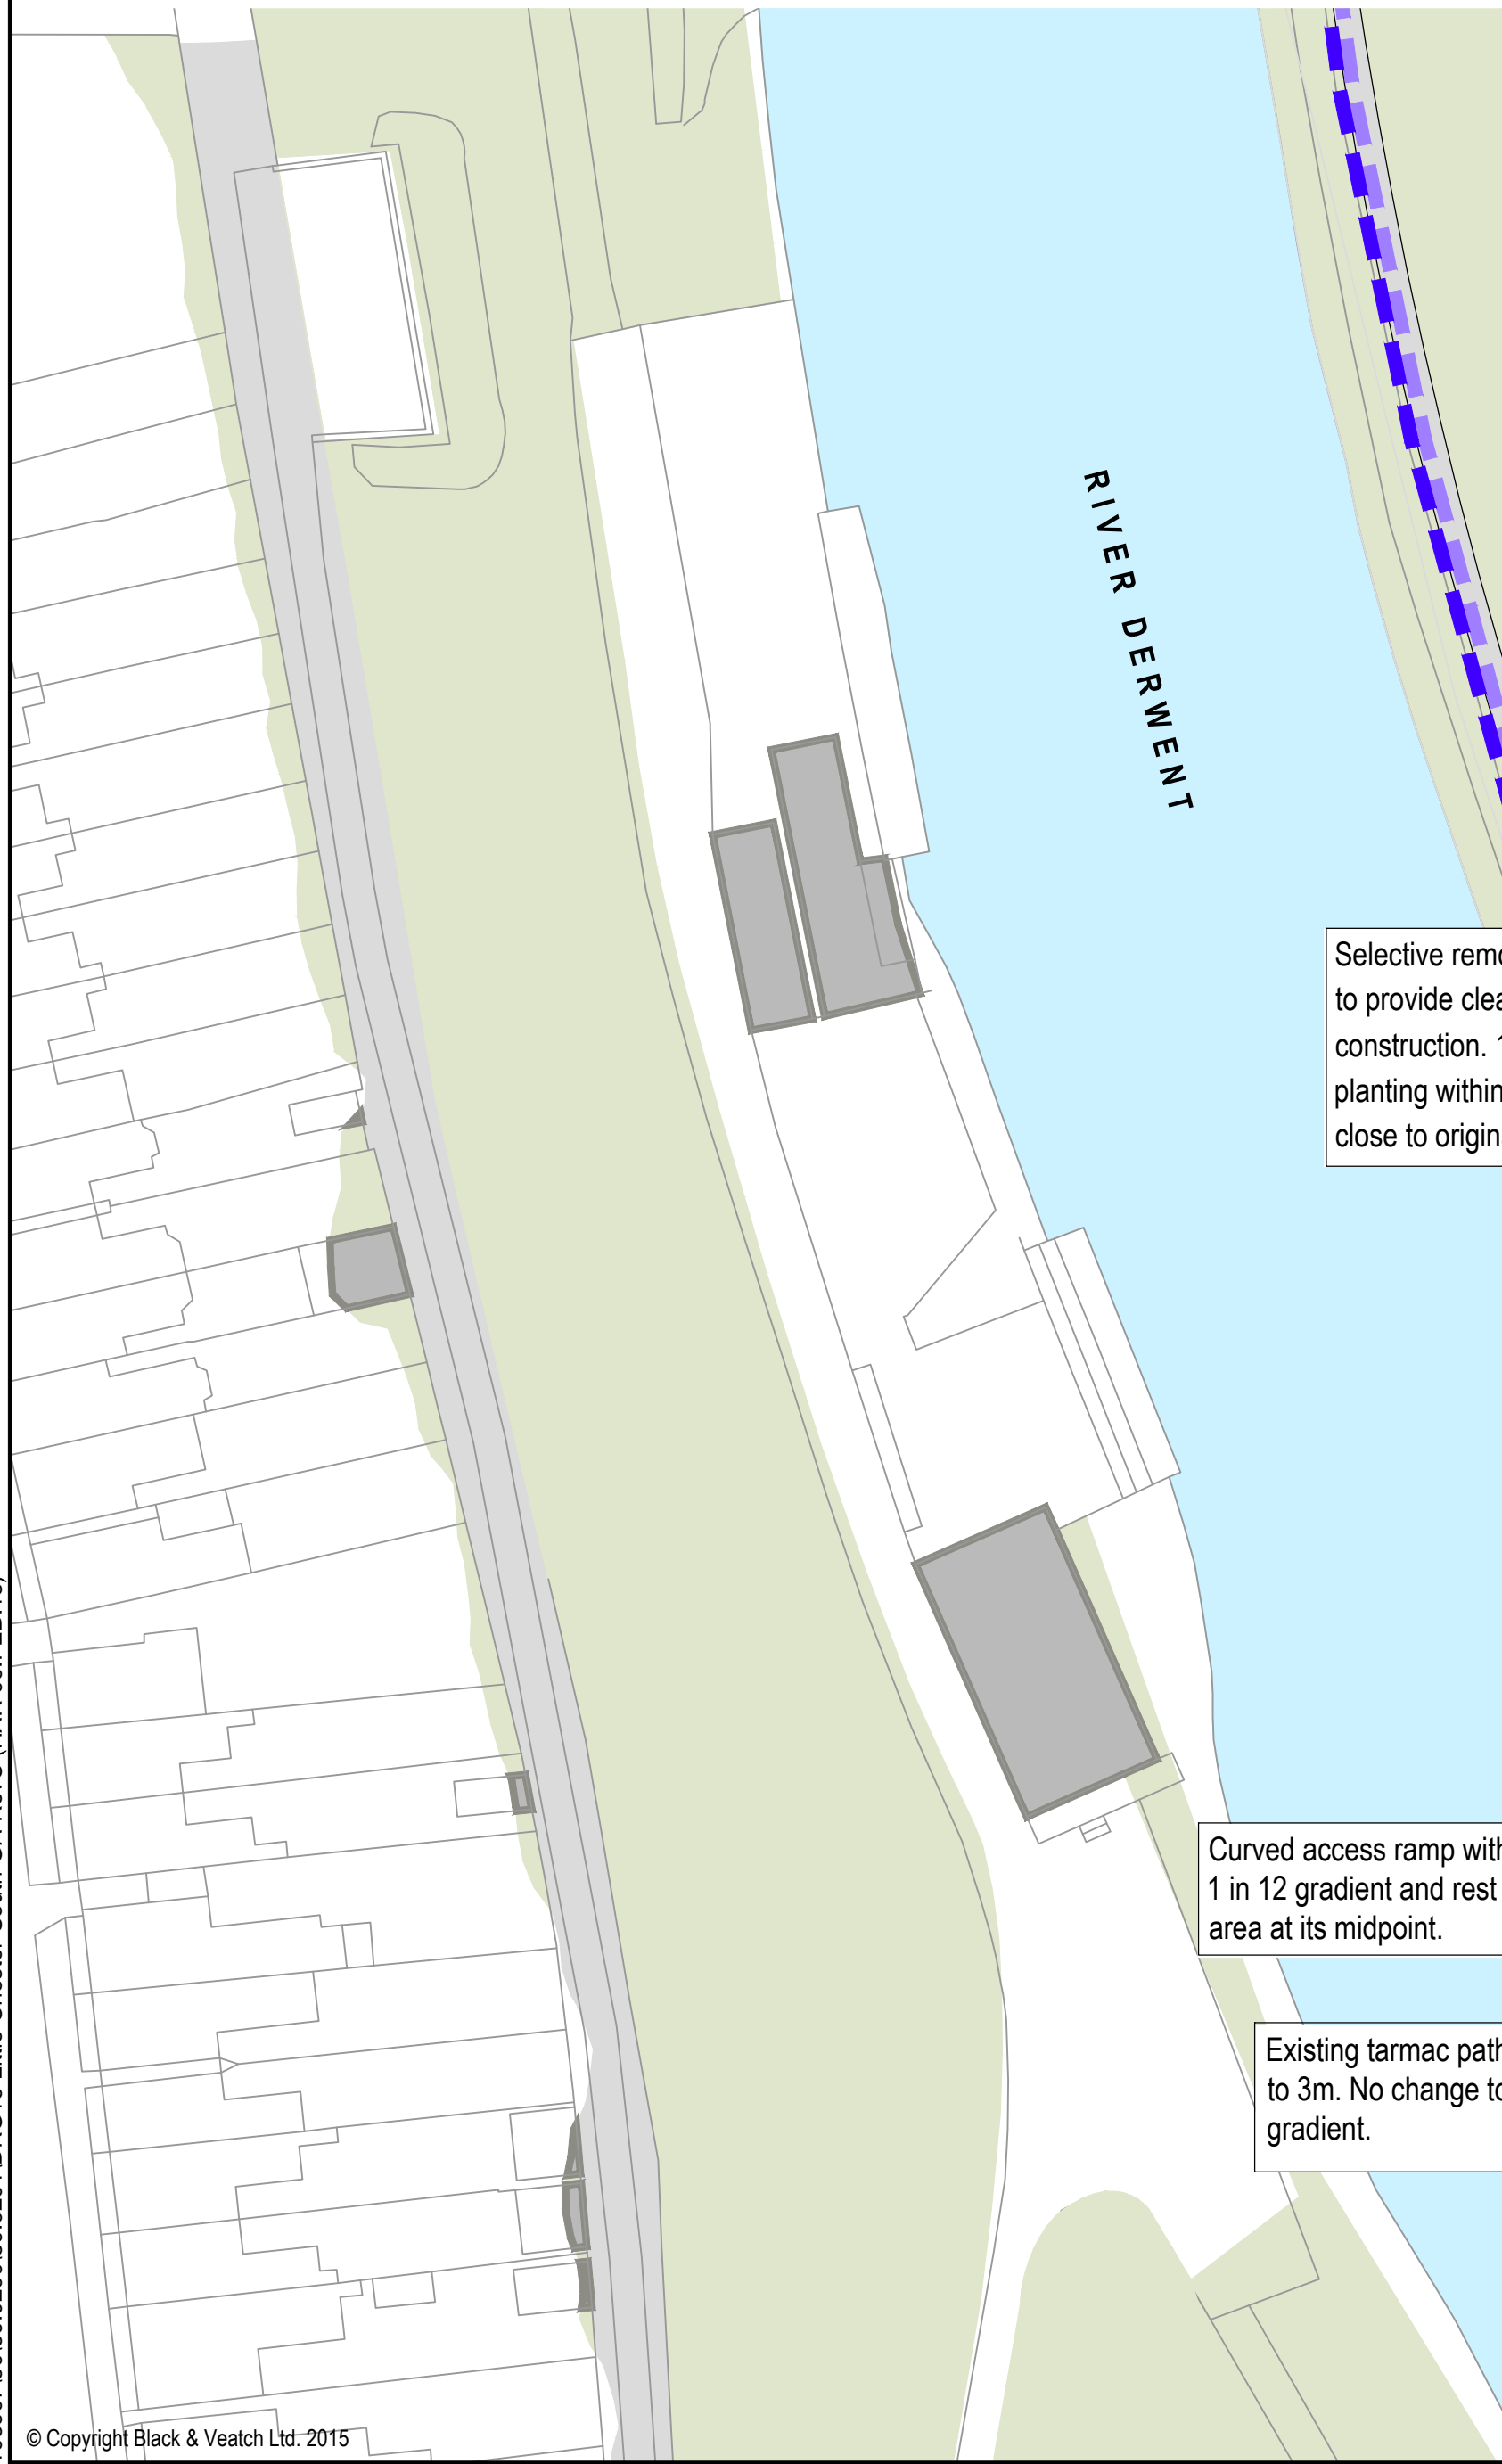 RIVER DERWENT
Selective remo
to provide clea
construction. 1
planting within
close to origin
Curved access ramp with
1 in 12 gradient and rest
area at its midpoint.
Existing tarmac path
to 3m. No change to
gradient.
© Copyright Black & Veatch Ltd. 2015